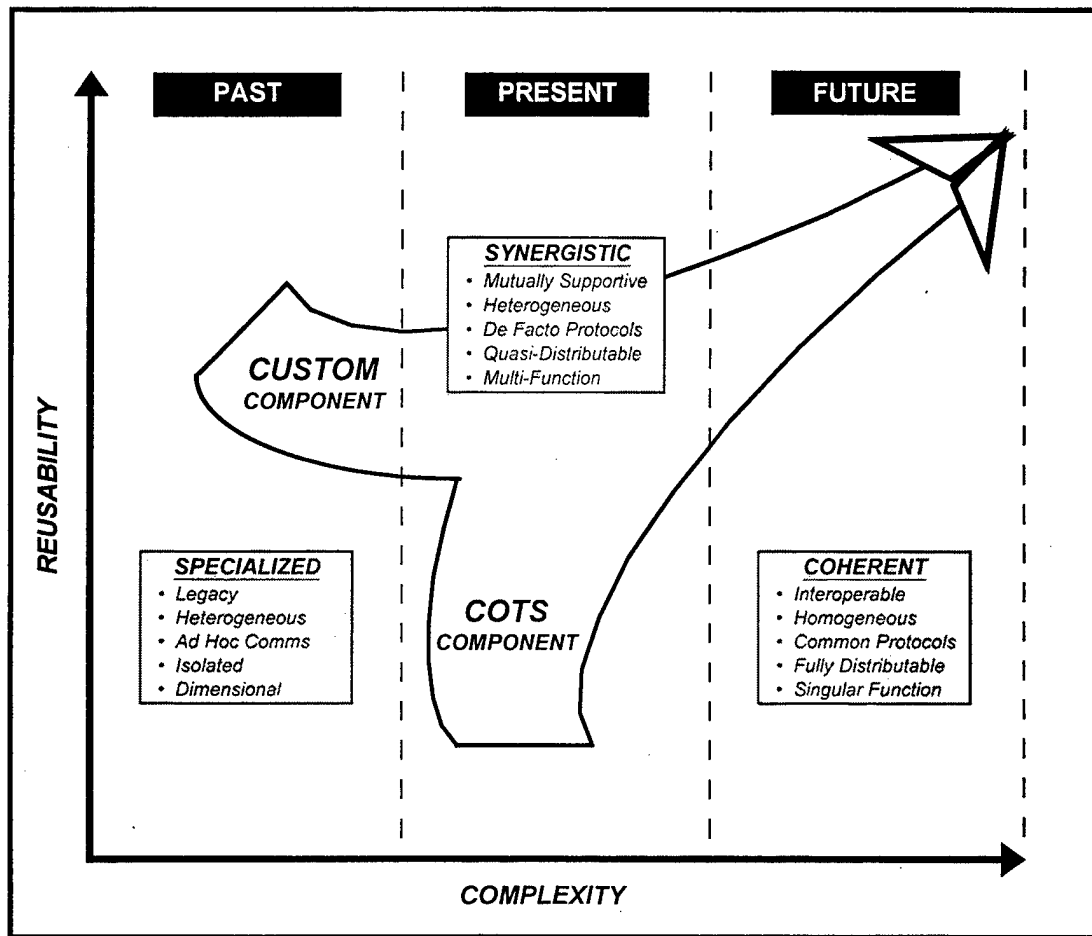 PAST
PRESENT
FUTURE
SYNERGISTIC
• Mutually Supportive
• Heterogeneous
• De Facto Protocols
• Quasi-Distributable
• Multi-Function
CUSTOM
COMPONENT
REUSABILITY
SPECIALIZED
• Legacy
• Heterogeneous
• Ad Hoc Comms
• Isolated
• Dimensional
COTS
COMPONENT
COHERENT
• Interoperable
• Homogeneous
• Common Protocols
• Fully Distributable
• Singular Function
COMPLEXITY